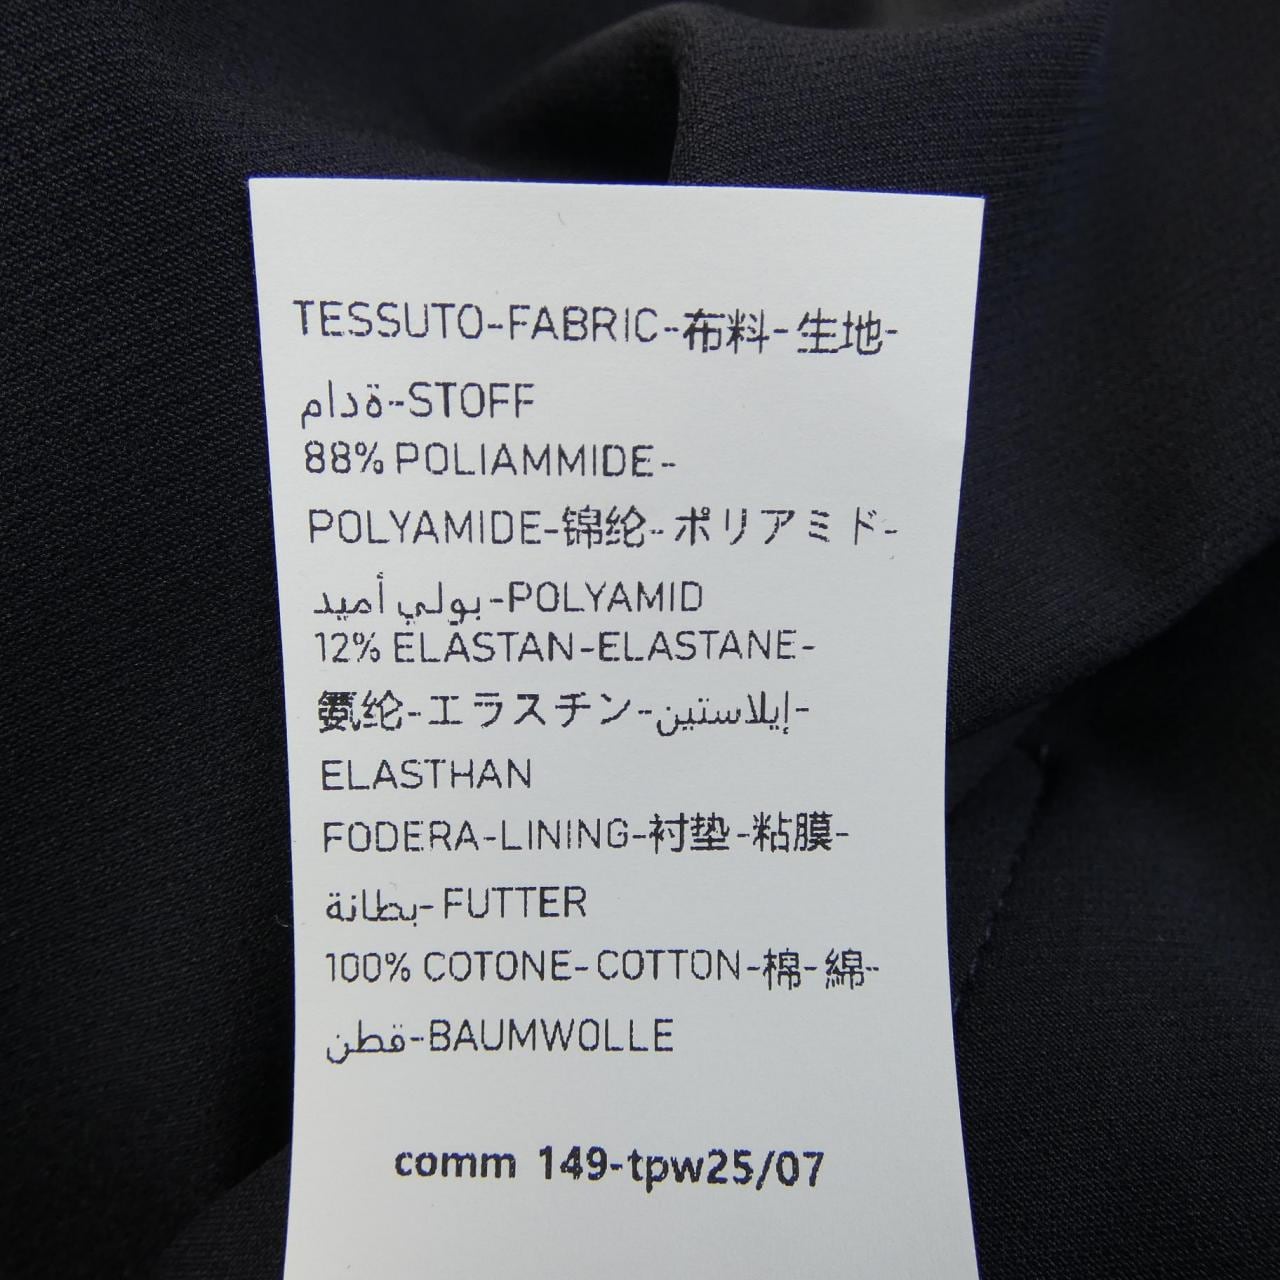 TESSUTO-FABRIC-布料-生地-
ةدام-STOFF
88% POLIAMMIDE-
POLYAMIDE-锦纶-ポリアミド-
بولي أميد-POLYAMID
12% ELASTAN-ELASTANE-
氨纶-エラスチン-إيلاستين-
ELASTHAN
FODERA-LINING-衬垫-粘膜-
بطانة-FUTTER
100% COTONE-COTTON-棉-綿-
قطن-BAUMWOLLE
comm 149-tpw25/07